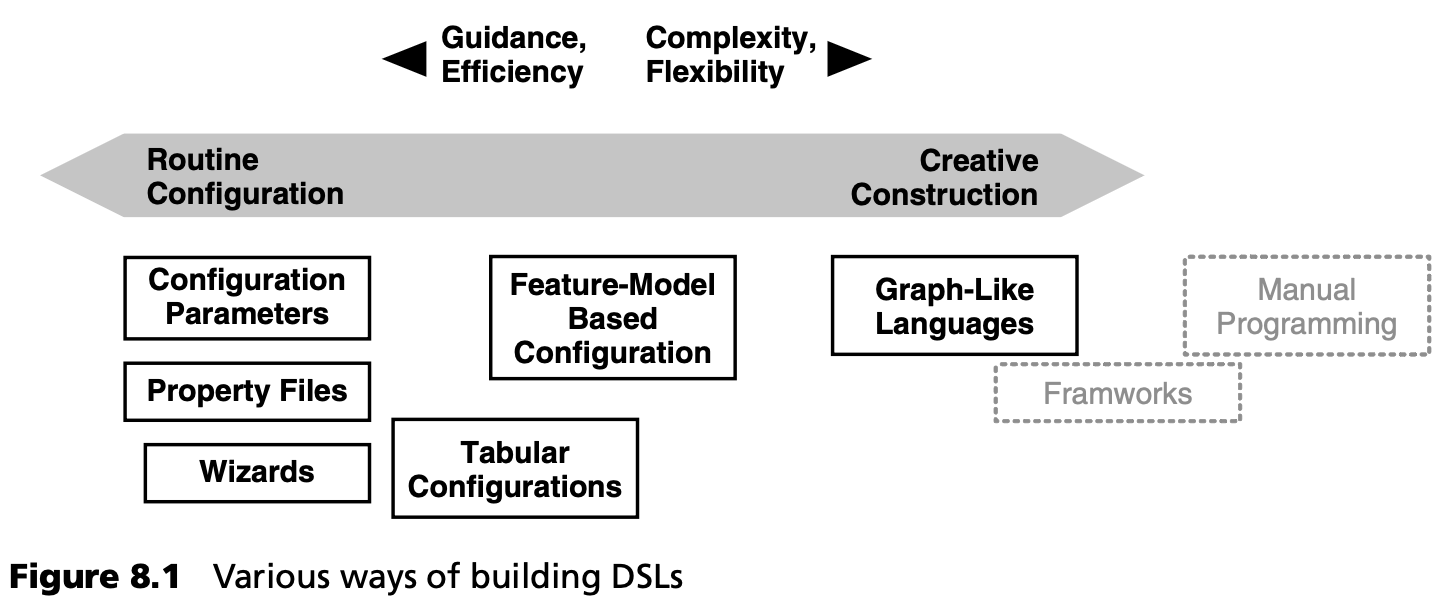 Guidance,
Efficiency
Complexity,
Flexibility
Routine
Configuration
Creative
Construction
Configuration
Parameters
Feature-Model
Based
Configuration
Graph-Like
Languages
Manual
Programming
Property Files
Framworks
Wizards
Tabular
Configurations
Figure 8.1 Various ways of building DSLs